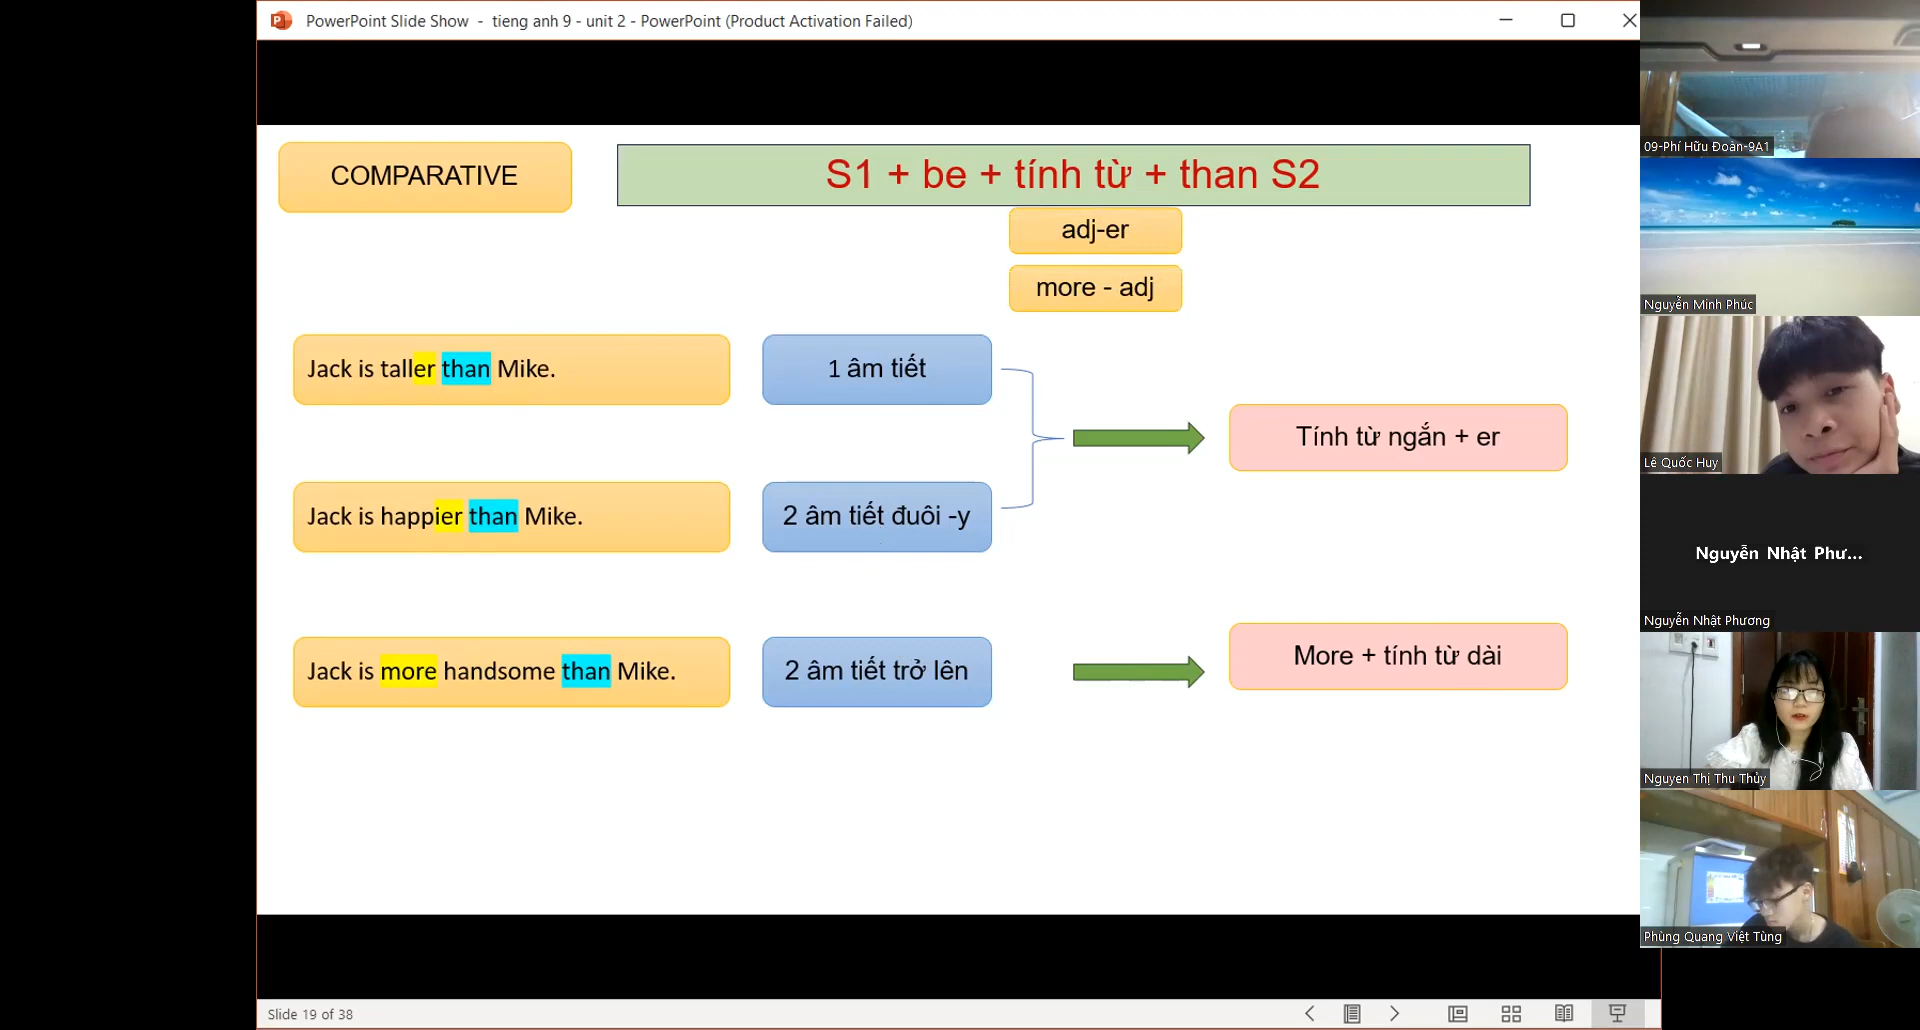 PowerPoint Slide Show - tieng anh 9 - unit 2 - PowerPoint (Product Activation Failed)
COMPARATIVE
S1 + be + tính từ + than S2
adj-er
more - adj
Jack is taller than Mike.
1 âm tiết
Tính từ ngắn + er
Jack is happier than Mike.
2 âm tiết đuôi -y
Jack is more handsome than Mike.
2 âm tiết trở lên
More + tính từ dài
Slide 19 of 38
09-Phí Hữu Đoàn-9A1
Nguyễn Minh Phúc
Lê Quốc Huy
Nguyễn Nhật Phư...
Nguyễn Nhật Phương
Nguyen Thị Thu Thủy
Phùng Quang Việt Tùng